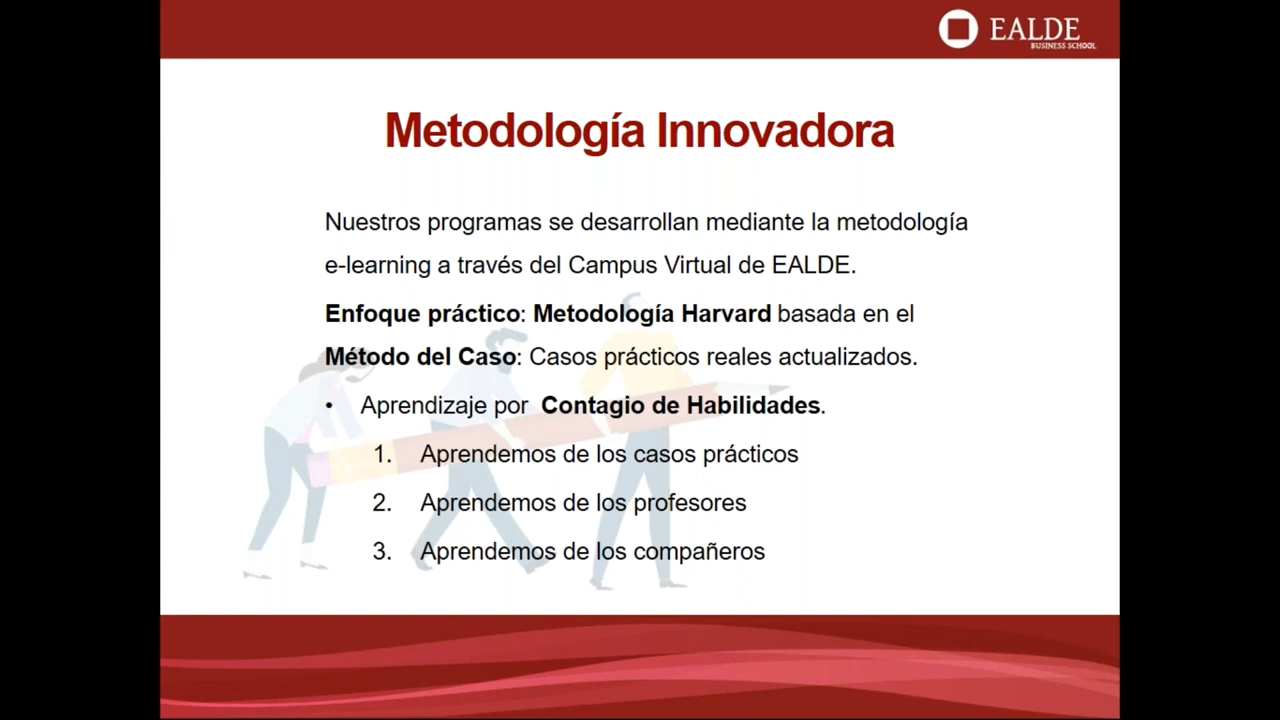 EALDE
BUSINESS SCHOOL
Metodología Innovadora
Nuestros programas se desarrollan mediante la metodología
e-learning a través del Campus Virtual de EALDE.
Enfoque práctico: Metodología Harvard basada en el
Método del Caso: Casos prácticos reales actualizados.
• Aprendizaje por Contagio de Habilidades.
1. Aprendemos de los casos prácticos
2. Aprendemos de los profesores
3. Aprendemos de los compañeros